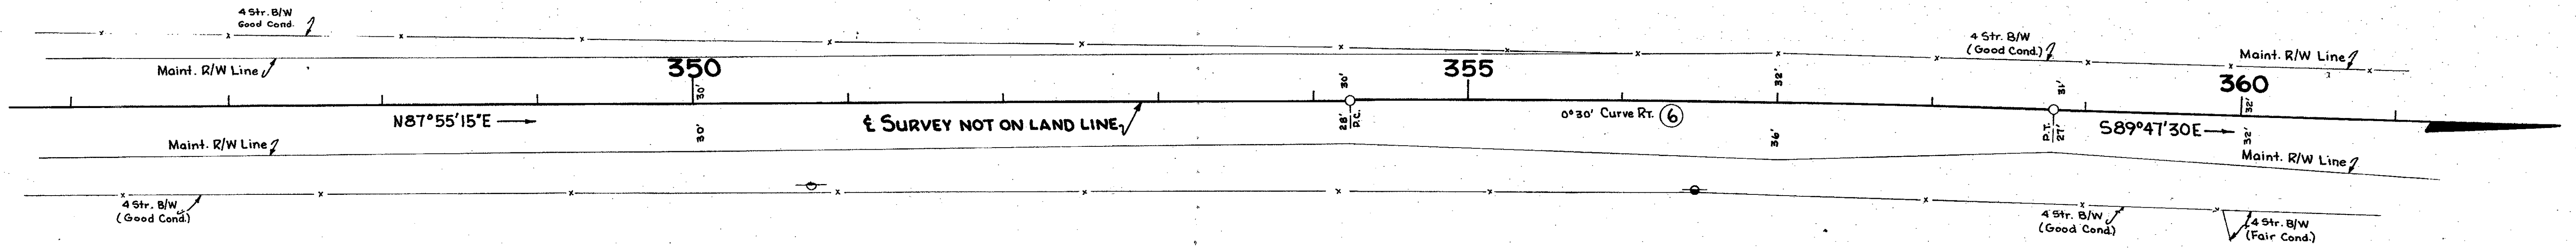 4 Str. B/W
Good Cond.
Maint. R/W Line
350
30'
30'
N87°55'15"E
℄ SURVEY NOT ON LAND LINE
30'
28'
P.C.
355
0°30' Curve RT. 6
32'
36'
4 Str. B/W
(Good Cond.)
31'
P.T.
27'
Maint. R/W Line
360
32'
32'
S89°47'30E
Maint. R/W Line
Maint. R/W Line
4 Str. B/W
(Good Cond.)
4 Str. B/W
(Good Cond.)
4 Str. B/W
(Fair Cond.)